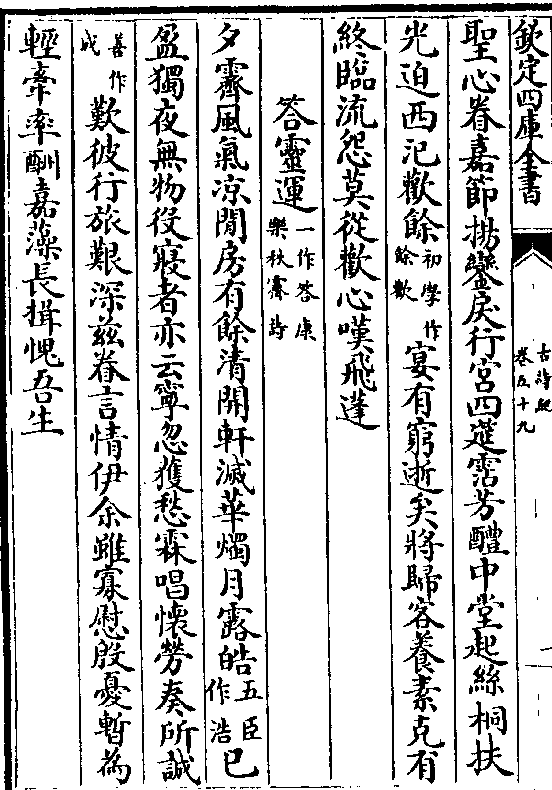 欽定四庫全書
古詩紀
卷五十九
聖心眷嘉節揚鑾戾行宮四筵霑芳醴中堂起絲桐扶
光迫西汜歡餘初學作餘歡宴有窮逝矣將歸客養素克有
終臨流怨莫從歡心嘆飛蓬
答靈運一作答康樂秋霽詩
夕霽風氣凉閒房有餘清開軒滅華燭月露皓五臣作浩已
盈獨夜無物役寢者亦云寧忽獲愁霖唱懷勞奏所誠
善作成歎彼行旅艱深兹眷言情伊余雖寡慰殷憂暫為
輕牽率酬嘉藻長揖愧吾生